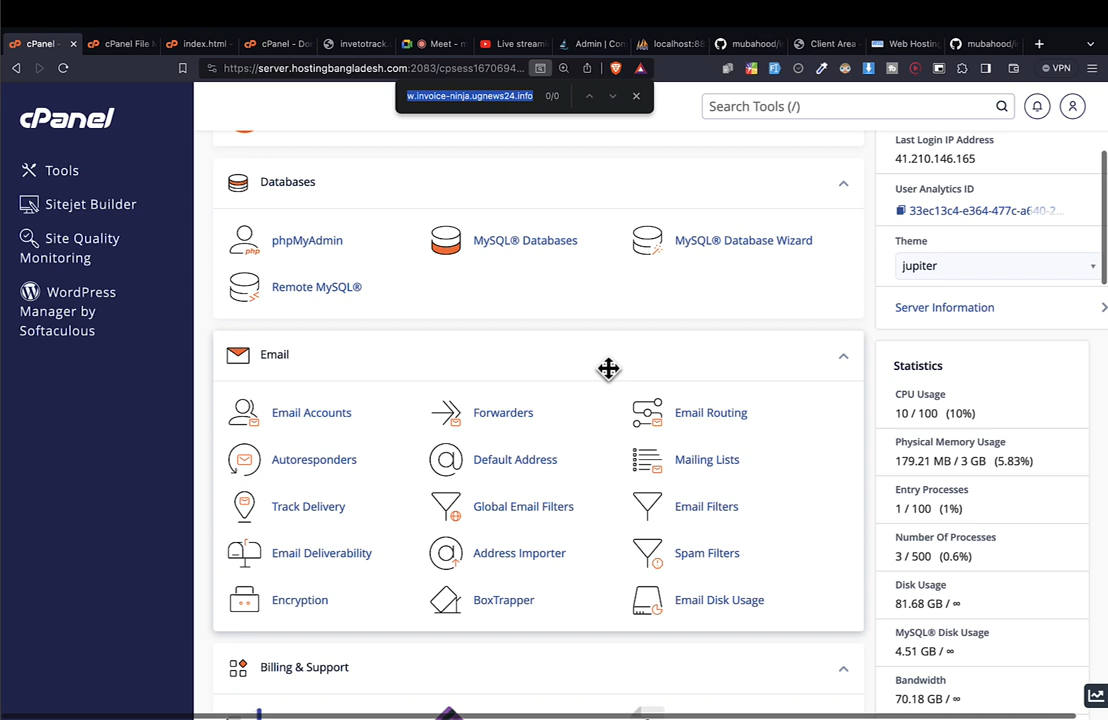 cPanel -
cPanel File M
index.html -
cPanel - Do
invetotrack.
Meet - m
Live stream
Admin | Con
localhost:88
mubahood/i
Client Area -
Web Hosting
mubahood/i
https://server.hostingbangladesh.com:2083/cpsess1670694...
VPN
w.invoice-ninja.ugnews24.info 0/0
cPanel
Search Tools (/)
Tools
Sitejet Builder
Site Quality
Monitoring
WordPress
Manager by
Softaculous
Databases
phpMyAdmin
MySQL® Databases
MySQL® Database Wizard
Remote MySQL®
Email
Email Accounts
Forwarders
Email Routing
Autoresponders
Default Address
Mailing Lists
Track Delivery
Global Email Filters
Email Filters
Email Deliverability
Address Importer
Spam Filters
Encryption
BoxTrapper
Email Disk Usage
Billing & Support
Last Login IP Address
41.210.146.165
User Analytics ID
33ec13c4-e364-477c-a640-2...
Theme
jupiter
Server Information
Statistics
CPU Usage
10 / 100 (10%)
Physical Memory Usage
179.21 MB / 3 GB (5.83%)
Entry Processes
1 / 100 (1%)
Number Of Processes
3 / 500 (0.6%)
Disk Usage
81.68 GB / ∞
MySQL® Disk Usage
4.51 GB / ∞
Bandwidth
70.18 GB / ∞